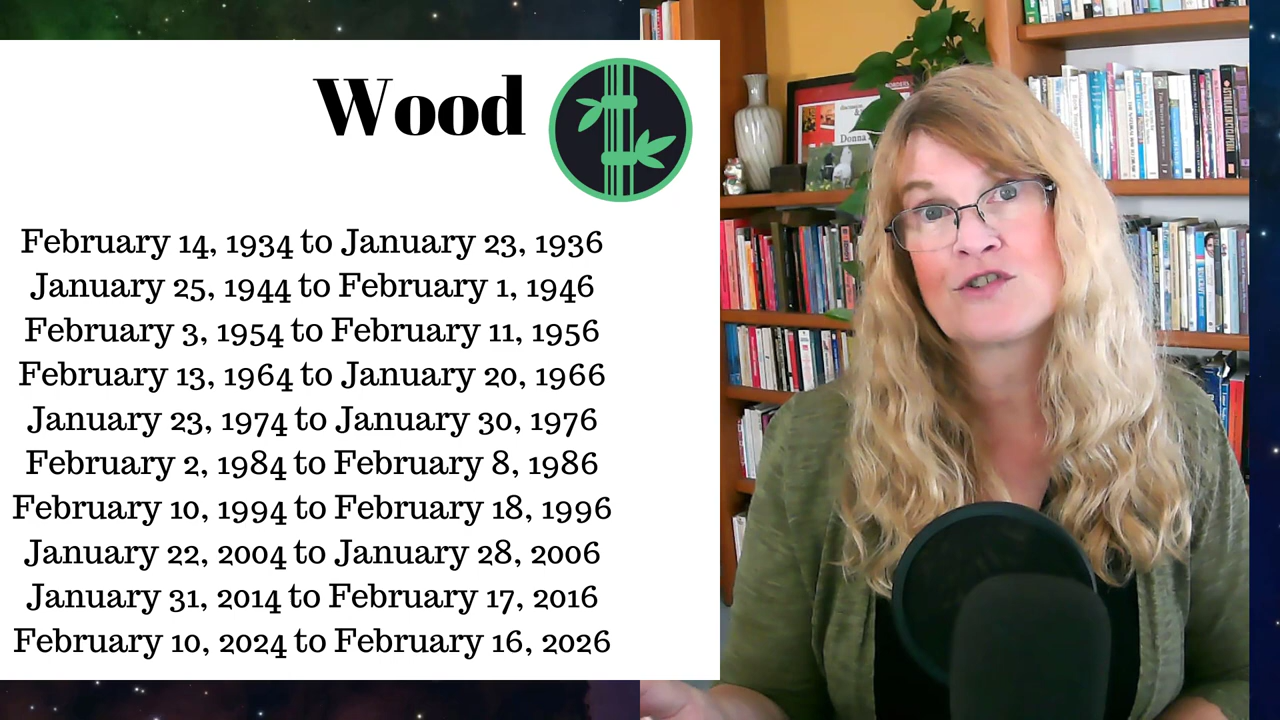 Wood
February 14, 1934 to January 23, 1936
January 25, 1944 to February 1, 1946
February 3, 1954 to February 11, 1956
February 13, 1964 to January 20, 1966
January 23, 1974 to January 30, 1976
February 2, 1984 to February 8, 1986
February 10, 1994 to February 18, 1996
January 22, 2004 to January 28, 2006
January 31, 2014 to February 17, 2016
February 10, 2024 to February 16, 2026
BORDERS
discussion
Donna